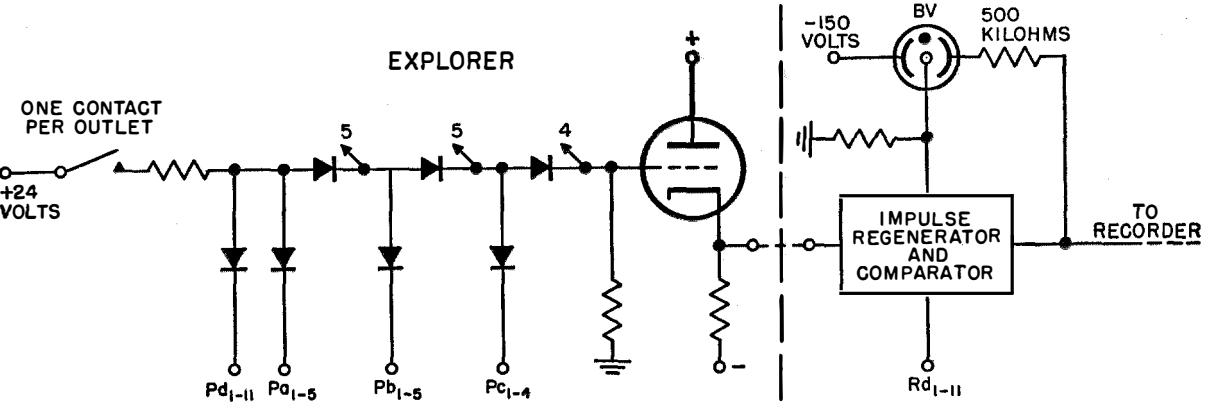 EXPLORER
ONE CONTACT
PER OUTLET
+24
VOLTS
5
5
4
+
−
Pd1-11
Pa1-5
Pb1-5
Pc1-4
-150
VOLTS
BV
500
KILOHMS
IMPULSE
REGENERATOR
AND
COMPARATOR
TO
RECORDER
Rd1-11